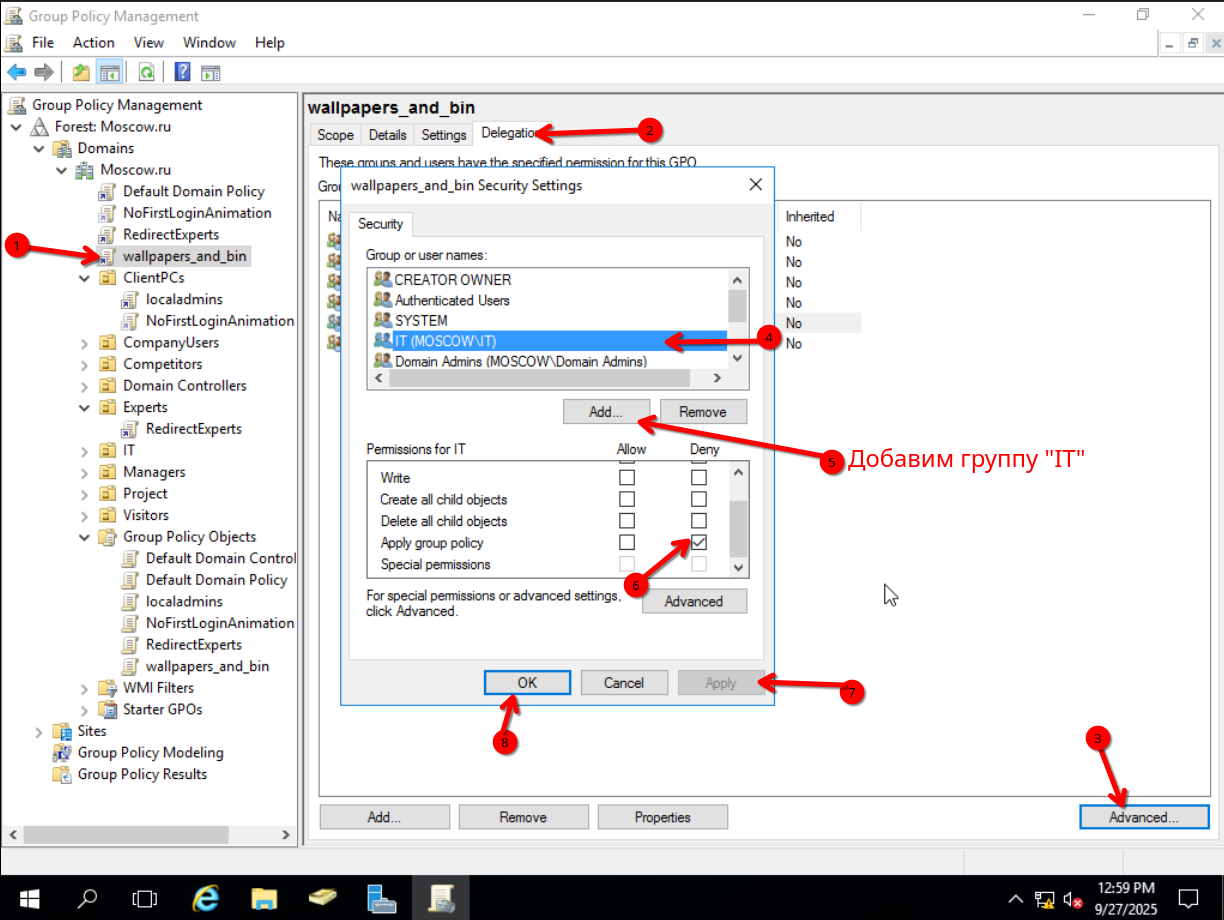 Group Policy Management
File Action View Window Help
Group Policy Management
Forest: Moscow.ru
Domains
Moscow.ru
Default Domain Policy
NoFirstLoginAnimation
RedirectExperts
1
wallpapers_and_bin
ClientPCs
localadmins
NoFirstLoginAnimation
CompanyUsers
Competitors
Domain Controllers
Experts
RedirectExperts
IT
Managers
Project
Visitors
Group Policy Objects
Default Domain Control
Default Domain Policy
localadmins
NoFirstLoginAnimation
RedirectExperts
wallpapers_and_bin
WMI Filters
Starter GPOs
Sites
Group Policy Modeling
Group Policy Results
wallpapers_and_bin
Scope Details Settings Delegation 2
These groups and users have the specified permission for this GPO
Grou
Na
Inherited
No
No
No
No
No
No
wallpapers_and_bin Security Settings
Security
Group or user names:
CREATOR OWNER
Authenticated Users
SYSTEM
IT (MOSCOW\IT) 4
Domain Admins (MOSCOW\Domain Admins)
Add... Remove
5 Добавим группу "IT"
Permissions for IT Allow Deny
Write
Create all child objects
Delete all child objects
Apply group policy
Special permissions
6
For special permissions or advanced settings,
click Advanced.
Advanced
OK Cancel Apply
7
8
3
Add... Remove Properties Advanced...
12:59 PM
9/27/2025